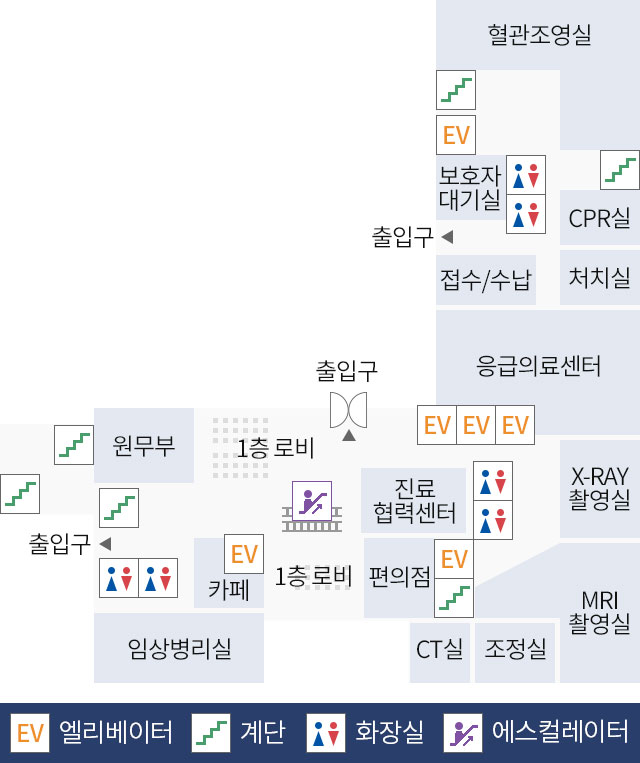 혈관조영실
EV
보호자
대기실
CPR실
출입구
접수/수납
처치실
응급의료센터
출입구
EV EV EV
원무부
1층 로비
진료
협력센터
X-RAY
촬영실
출입구
EV
카페
1층 로비
편의점
EV
MRI
촬영실
임상병리실
CT실
조정실
EV 엘리베이터
계단
화장실
에스컬레이터